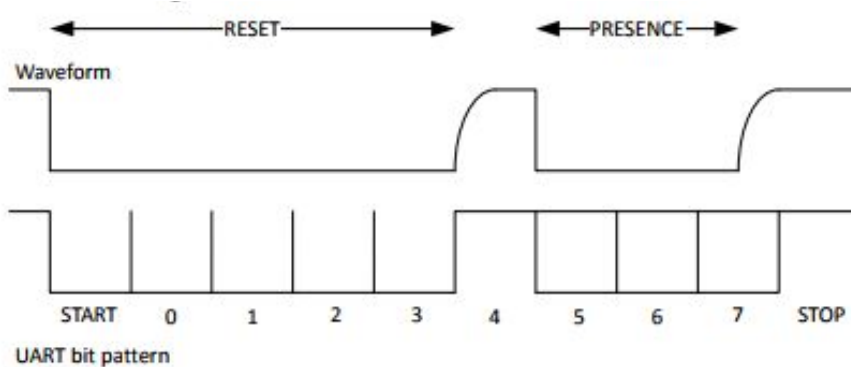 RESET PRESENCE
Waveform
START 0 1 2 3 4 5 6 7 STOP
UART bit pattern